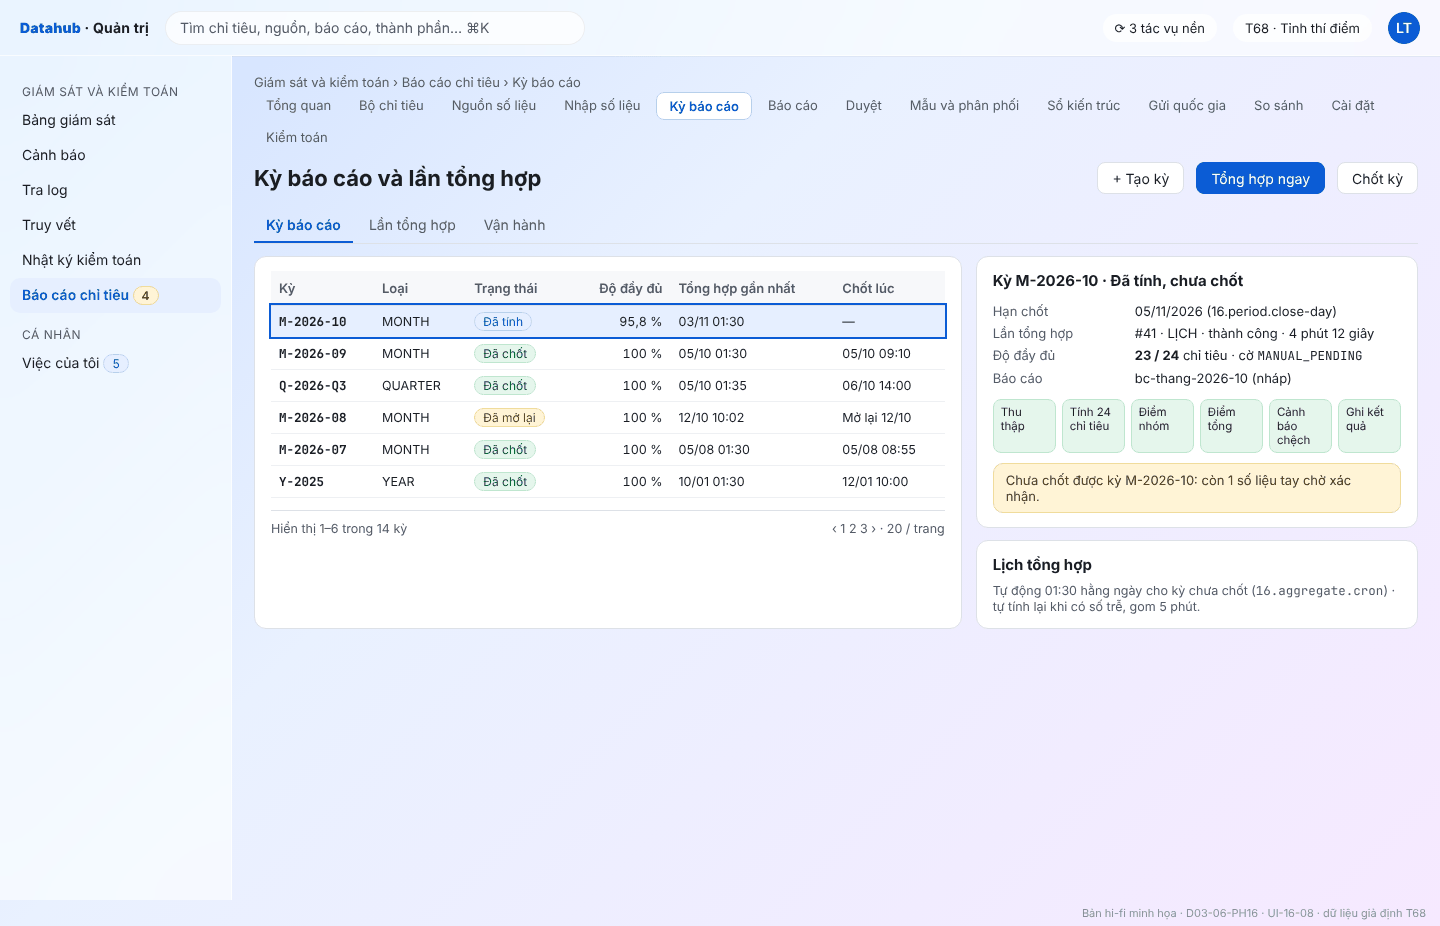 Datahub · Quản trị
Tìm chỉ tiêu, nguồn, báo cáo, thành phần... ⌘K
⟳ 3 tác vụ nền
T68 · Tỉnh thí điểm
LT
GIÁM SÁT VÀ KIỂM TOÁN
Bảng giám sát
Cảnh báo
Tra log
Truy vết
Nhật ký kiểm toán
Báo cáo chỉ tiêu 4
CÁ NHÂN
Việc của tôi 5
Giám sát và kiểm toán › Báo cáo chỉ tiêu › Kỳ báo cáo
Tổng quan Bộ chỉ tiêu Nguồn số liệu Nhập số liệu Kỳ báo cáo Báo cáo Duyệt Mẫu và phân phối Sổ kiến trúc Gửi quốc gia So sánh Cài đặt
Kiểm toán
Kỳ báo cáo và lần tổng hợp
+ Tạo kỳ
Tổng hợp ngay
Chốt kỳ
Kỳ báo cáo Lần tổng hợp Vận hành
Kỳ Loại Trạng thái Độ đầy đủ Tổng hợp gần nhất Chốt lúc
M-2026-10 MONTH Đã tính 95,8 % 03/11 01:30 —
M-2026-09 MONTH Đã chốt 100 % 05/10 01:30 05/10 09:10
Q-2026-Q3 QUARTER Đã chốt 100 % 05/10 01:35 06/10 14:00
M-2026-08 MONTH Đã mở lại 100 % 12/10 10:02 Mở lại 12/10
M-2026-07 MONTH Đã chốt 100 % 05/08 01:30 05/08 08:55
Y-2025 YEAR Đã chốt 100 % 10/01 01:30 12/01 10:00
Hiển thị 1–6 trong 14 kỳ
‹ 1 2 3 › · 20 / trang
Kỳ M-2026-10 · Đã tính, chưa chốt
Hạn chốt 05/11/2026 (16.period.close-day)
Lần tổng hợp #41 · LỊCH · thành công · 4 phút 12 giây
Độ đầy đủ 23 / 24 chỉ tiêu · cờ MANUAL_PENDING
Báo cáo bc-thang-2026-10 (nháp)
Thu thập
Tính 24 chỉ tiêu
Điểm nhóm
Điểm tổng
Cảnh báo chệch
Ghi kết quả
Chưa chốt được kỳ M-2026-10: còn 1 số liệu tay chờ xác
nhận.
Lịch tổng hợp
Tự động 01:30 hằng ngày cho kỳ chưa chốt (16.aggregate.cron) ·
tự tính lại khi có số trễ, gom 5 phút.
Bản hi-fi minh họa · D03-06-PH16 · UI-16-08 · dữ liệu giả định T68